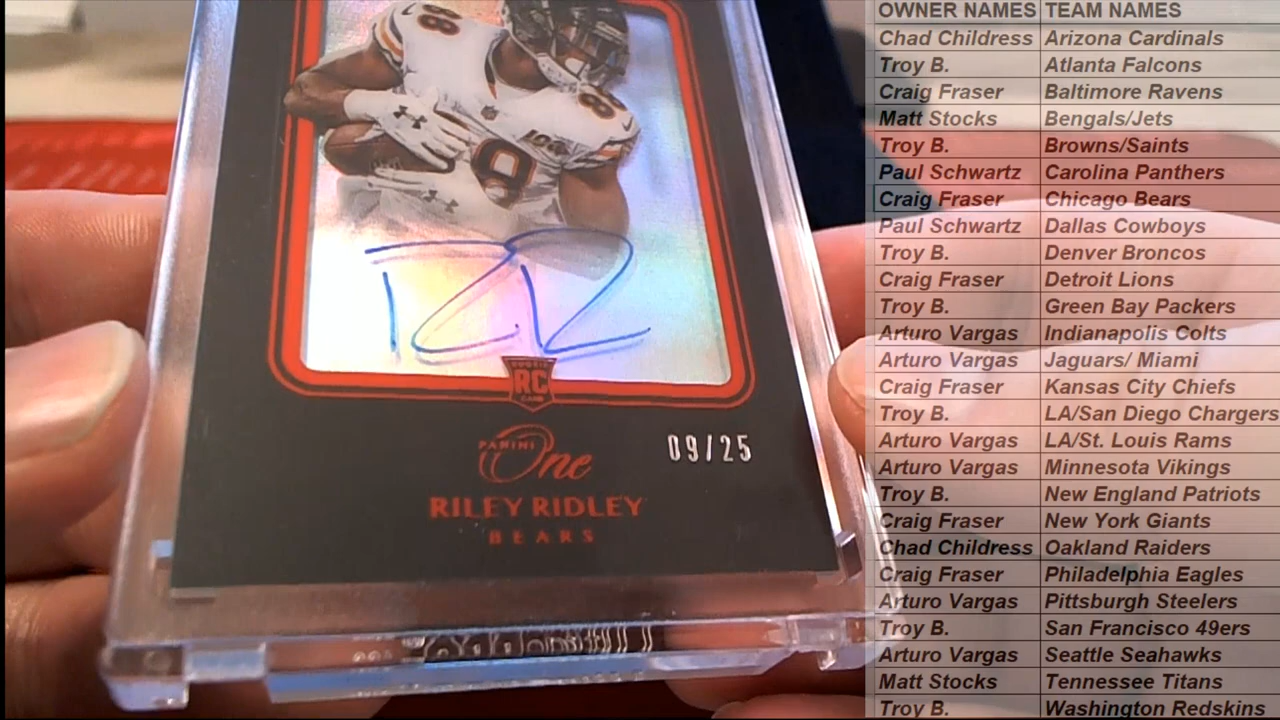 88
88
100
88
RC
PANINI
One
09/25
RILEY RIDLEY
BEARS
OWNER NAMES TEAM NAMES
Chad Childress Arizona Cardinals
Troy B. Atlanta Falcons
Craig Fraser Baltimore Ravens
Matt Stocks Bengals/Jets
Troy B. Browns/Saints
Paul Schwartz Carolina Panthers
Craig Fraser Chicago Bears
Paul Schwartz Dallas Cowboys
Troy B. Denver Broncos
Craig Fraser Detroit Lions
Troy B. Green Bay Packers
Arturo Vargas Indianapolis Colts
Arturo Vargas Jaguars/ Miami
Craig Fraser Kansas City Chiefs
Troy B. LA/San Diego Chargers
Arturo Vargas LA/St. Louis Rams
Arturo Vargas Minnesota Vikings
Troy B. New England Patriots
Craig Fraser New York Giants
Chad Childress Oakland Raiders
Craig Fraser Philadelphia Eagles
Arturo Vargas Pittsburgh Steelers
Troy B. San Francisco 49ers
Arturo Vargas Seattle Seahawks
Matt Stocks Tennessee Titans
Troy B. Washington Redskins